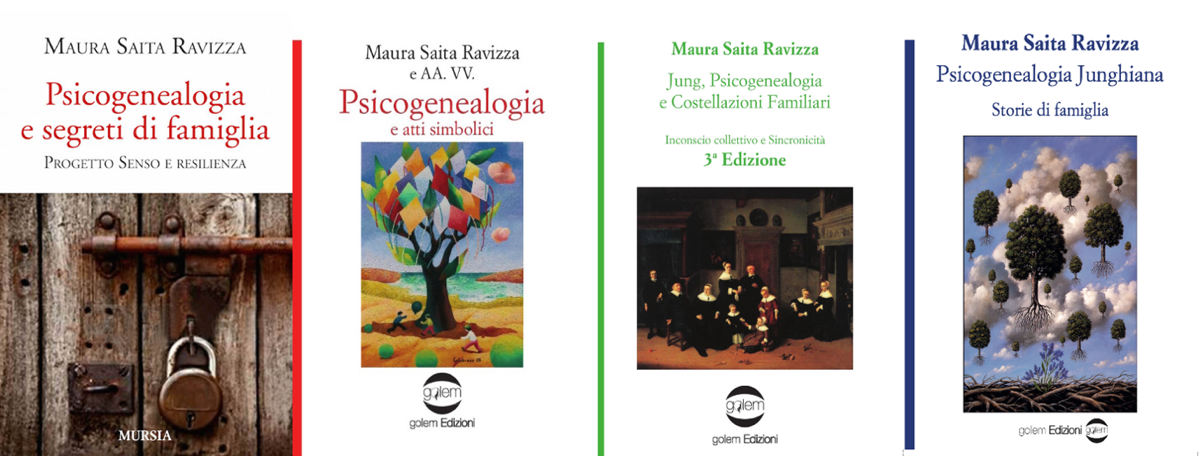 MAURA SAITA RAVIZZA
Psicogenealogia
e segreti di famiglia
PROGETTO SENSO E RESILIENZA
MURSIA
Maura Saita Ravizza
e AA. VV.
Psicogenealogia
e atti simbolici
golem
golem Edizioni
Maura Saita Ravizza
Jung, Psicogenealogia
e Costellazioni Familiari
Inconscio collettivo e Sincronicità
3ª Edizione
golem
golem Edizioni
Maura Saita Ravizza
Psicogenealogia Junghiana
Storie di famiglia
golem Edizioni golem